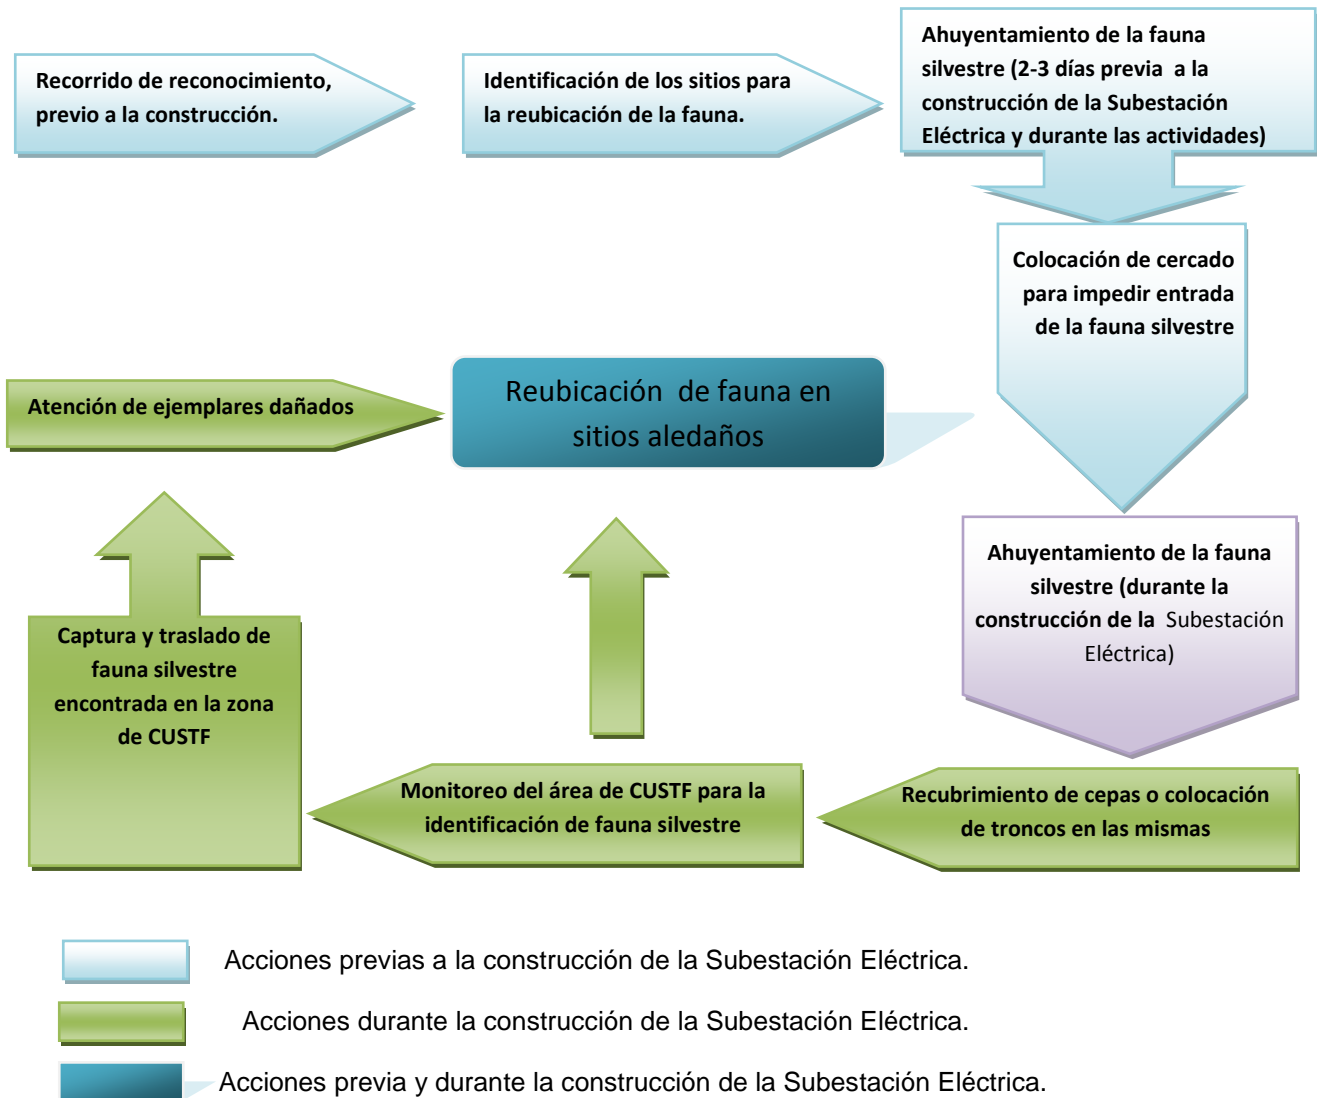 Recorrido de reconocimiento,
previo a la construcción.
Identificación de los sitios para
la reubicación de la fauna.
Ahuyentamiento de la fauna
silvestre (2-3 días previa a la
construcción de la Subestación
Eléctrica y durante las actividades)
Colocación de cercado
para impedir entrada
de la fauna silvestre
Atención de ejemplares dañados
Reubicación de fauna en
sitios aledaños
Ahuyentamiento de la fauna
silvestre (durante la
construcción de la Subestación
Eléctrica)
Captura y traslado de
fauna silvestre
encontrada en la zona
de CUSTF
Monitoreo del área de CUSTF para la
identificación de fauna silvestre
Recubrimiento de cepas o colocación
de troncos en las mismas
Acciones previas a la construcción de la Subestación Eléctrica.
Acciones durante la construcción de la Subestación Eléctrica.
Acciones previa y durante la construcción de la Subestación Eléctrica.